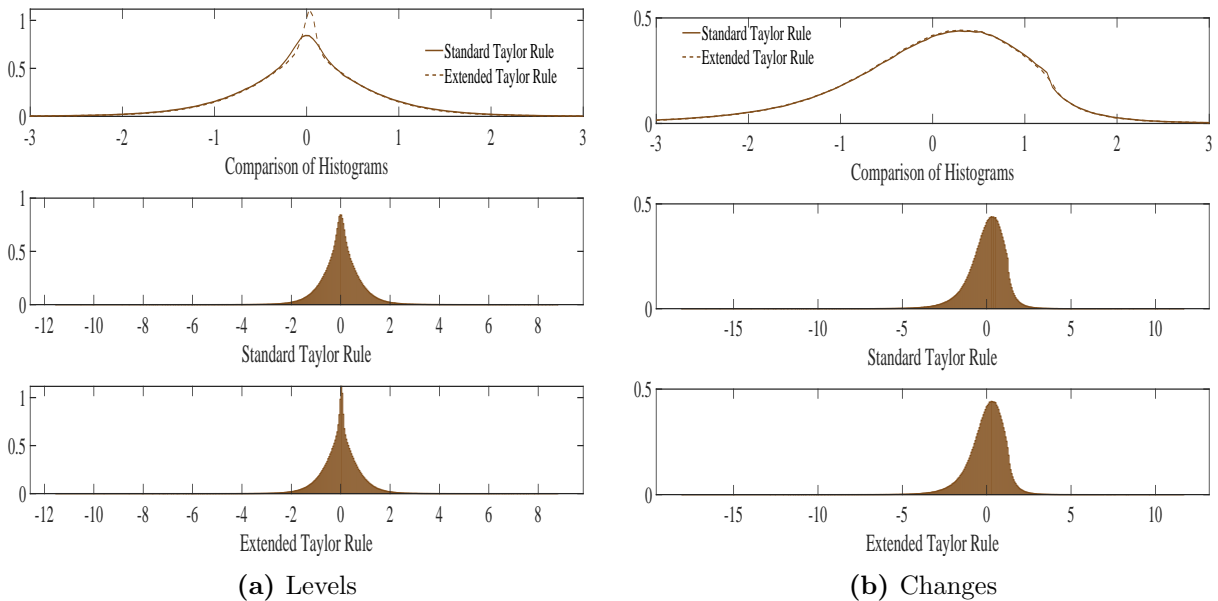 1
0.5
0
Standard Taylor Rule
Extended Taylor Rule
-3 -2 -1 0 1 2 3
Comparison of Histograms
1
0.5
0
-12 -10 -8 -6 -4 -2 0 2 4 6 8
Standard Taylor Rule
1
0.5
0
-12 -10 -8 -6 -4 -2 0 2 4 6 8
Extended Taylor Rule
(a) Levels
0.5
0
Standard Taylor Rule
Extended Taylor Rule
-3 -2 -1 0 1 2 3
Comparison of Histograms
0.5
0
-15 -10 -5 0 5 10
Standard Taylor Rule
0.5
0
-15 -10 -5 0 5 10
Extended Taylor Rule
(b) Changes